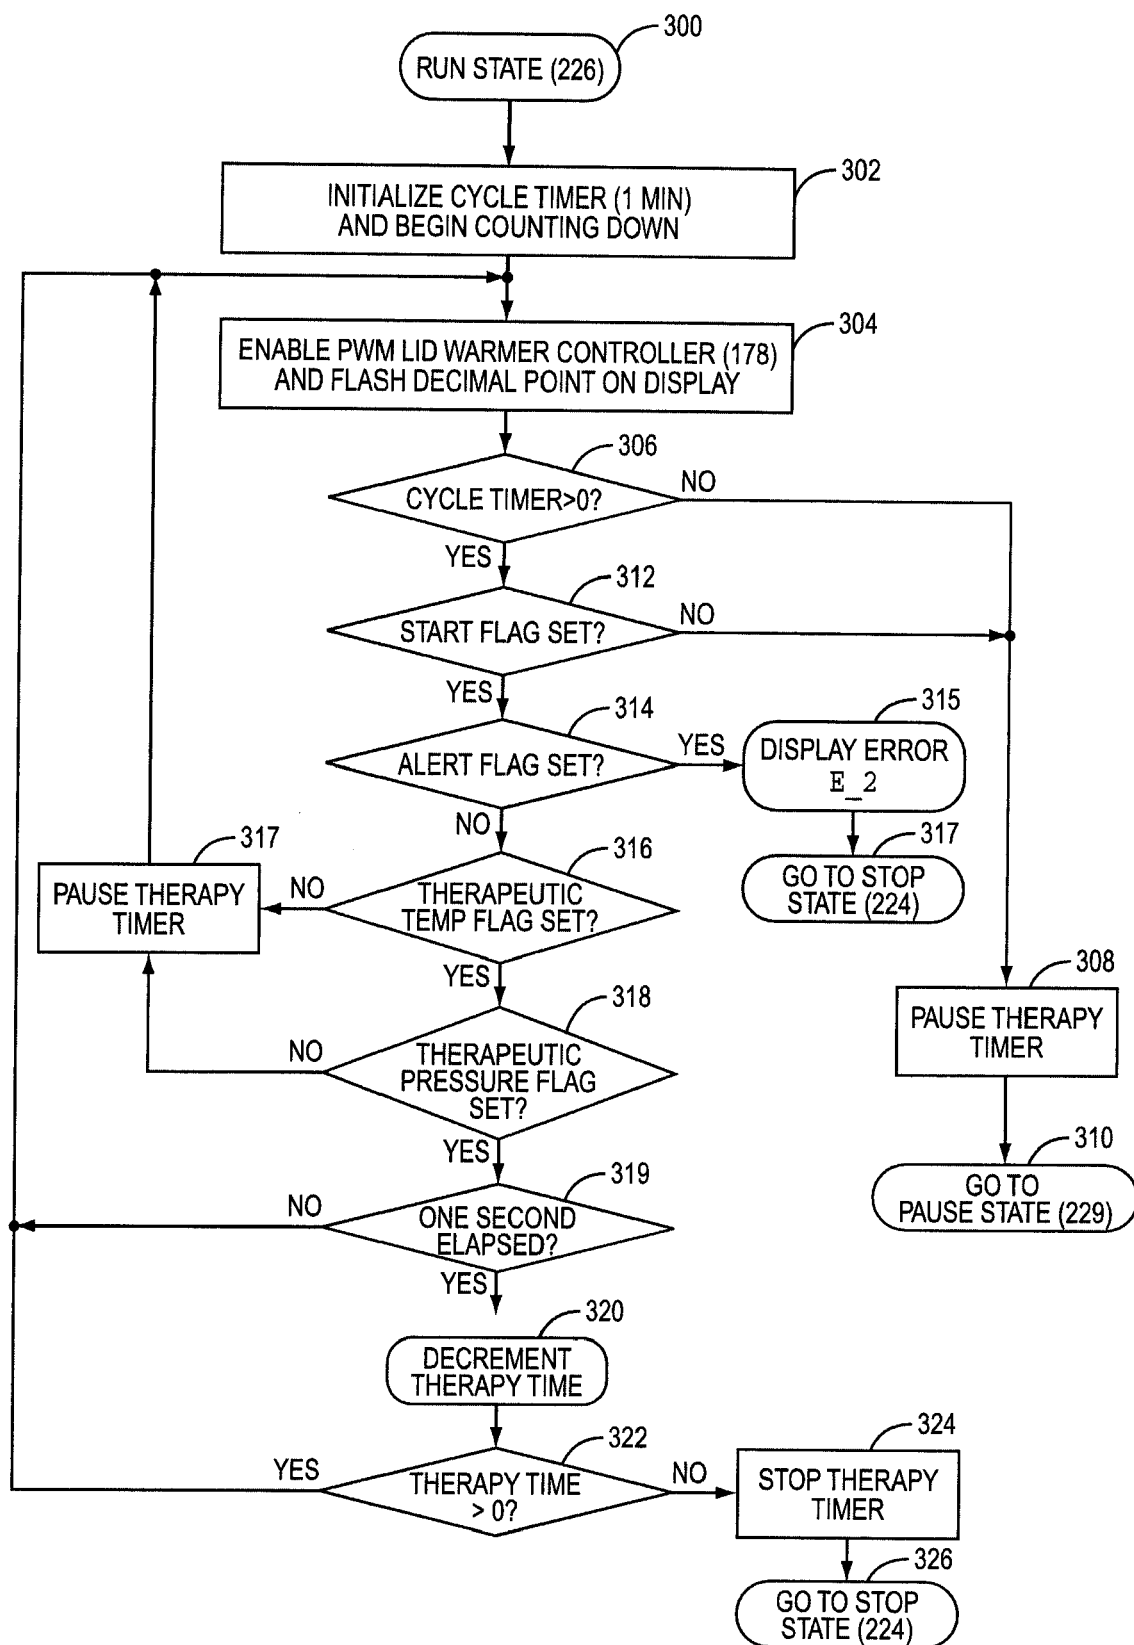 300
RUN STATE (226)
302
INITIALIZE CYCLE TIMER (1 MIN)
AND BEGIN COUNTING DOWN
304
ENABLE PWM LID WARMER CONTROLLER (178)
AND FLASH DECIMAL POINT ON DISPLAY
306
CYCLE TIMER>0?
NO
YES
312
START FLAG SET?
NO
YES
314
ALERT FLAG SET?
YES
315
DISPLAY ERROR
E_2
NO
317
GO TO STOP
STATE (224)
316
THERAPEUTIC
TEMP FLAG SET?
NO
317
PAUSE THERAPY
TIMER
YES
308
PAUSE THERAPY
TIMER
318
THERAPEUTIC
PRESSURE FLAG
SET?
NO
YES
310
GO TO
PAUSE STATE (229)
319
ONE SECOND
ELAPSED?
NO
YES
320
DECREMENT
THERAPY TIME
322
THERAPY TIME
> 0?
YES
NO
324
STOP THERAPY
TIMER
326
GO TO STOP
STATE (224)